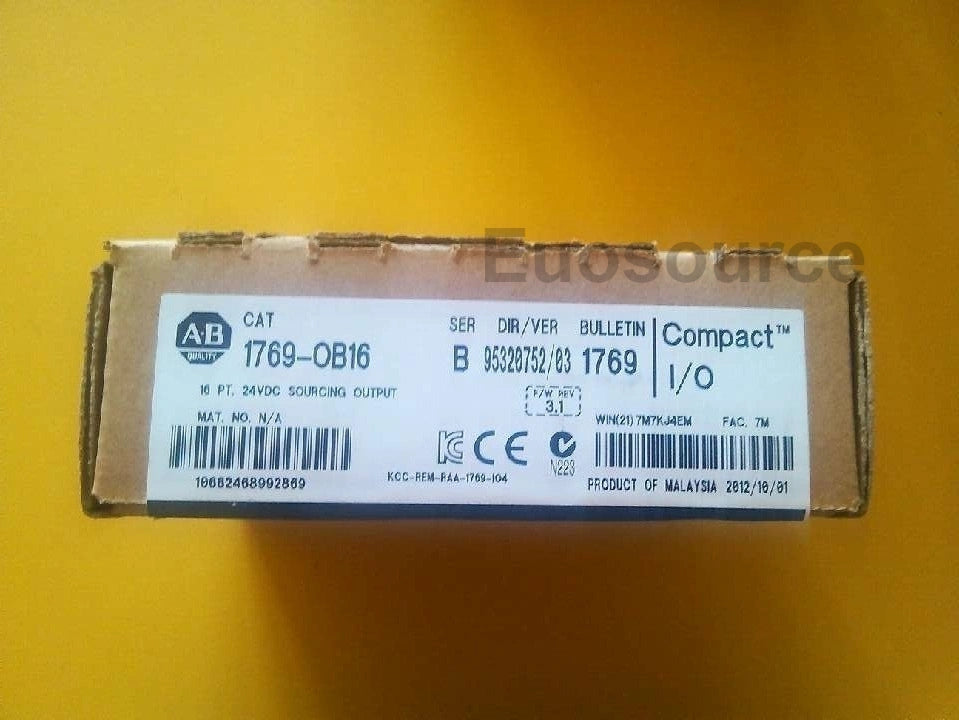 Euosource
A-B
QUALITY
CAT
1769-OB16
16 PT. 24VDC SOURCING OUTPUT
SER DIR/VER BULLETIN
B 95320752/03 1769
Compact™
I/O
F/W REV
3.1
MAT. NO. N/A
10662468992869
KCC-REM-RAA-1769-IO4
CE
N223
WIN(21) 7M7KJ4EM FAC. 7M
PRODUCT OF MALAYSIA 2012/10/01